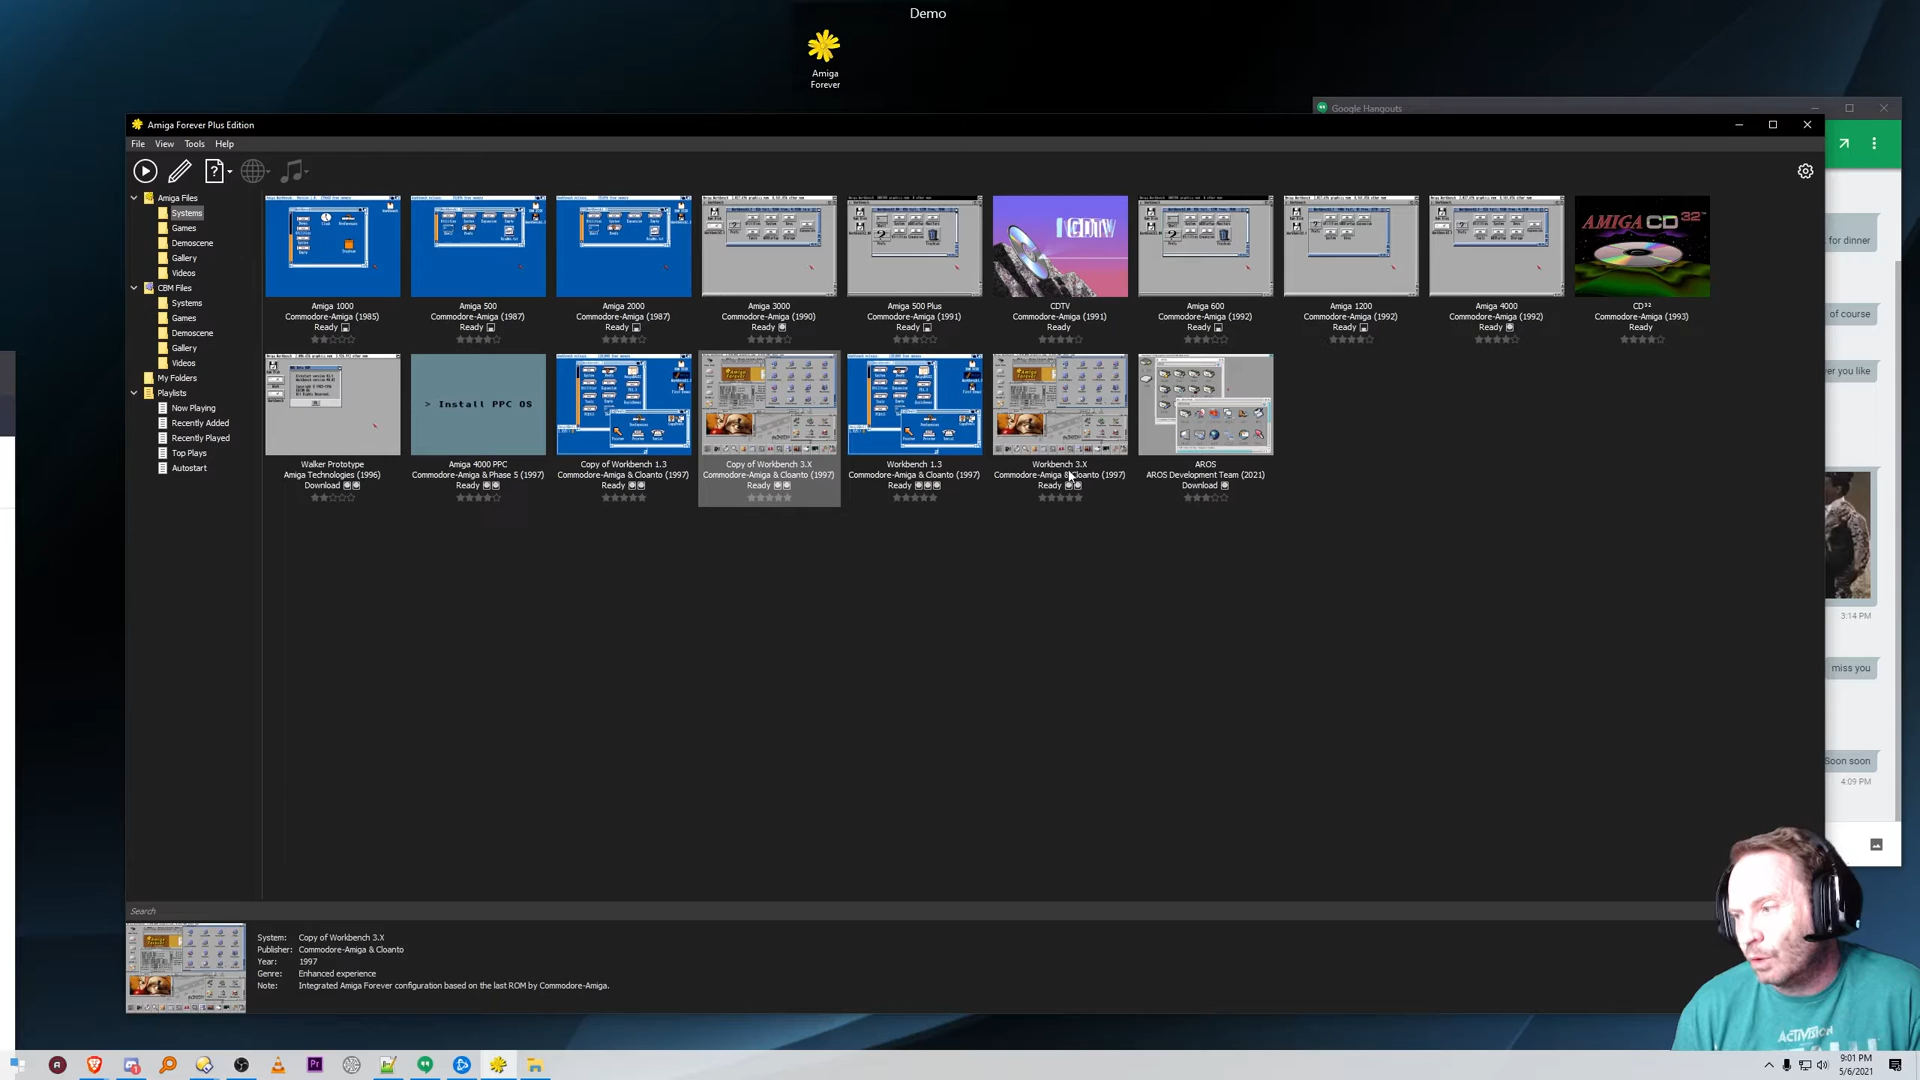 Demo
Amiga
Forever
Google Hangouts
Amiga Forever Plus Edition
File View Tools Help
Amiga Files
Systems
Games
Demoscene
Gallery
Videos
CBM Files
Systems
Games
Demoscene
Gallery
Videos
My Folders
Playlists
Now Playing
Recently Added
Recently Played
Top Plays
Autostart
Amiga 1000
Commodore-Amiga (1985)
Ready
Amiga 500
Commodore-Amiga (1987)
Ready
Amiga 2000
Commodore-Amiga (1987)
Ready
Amiga 3000
Commodore-Amiga (1990)
Ready
Amiga 500 Plus
Commodore-Amiga (1991)
Ready
CDTV
CDTV
Commodore-Amiga (1991)
Ready
Amiga 600
Commodore-Amiga (1992)
Ready
Amiga 1200
Commodore-Amiga (1992)
Ready
Amiga 4000
Commodore-Amiga (1992)
Ready
AMIGA CD³²
CD³²
Commodore-Amiga (1993)
Ready
Walker Prototype
Amiga Technologies (1996)
Download
> Install PPC OS
Amiga 4000 PPC
Commodore-Amiga & Phase 5 (1997)
Ready
Copy of Workbench 1.3
Commodore-Amiga & Cloanto (1997)
Ready
Copy of Workbench 3.X
Commodore-Amiga & Cloanto (1997)
Ready
Workbench 1.3
Commodore-Amiga & Cloanto (1997)
Ready
Workbench 3.X
Commodore-Amiga & Cloanto (1997)
Ready
AROS
AROS Development Team (2021)
Download
for dinner
of course
ver you like
3:14 PM
miss you
Soon soon
4:09 PM
Search
System: Copy of Workbench 3.X
Publisher: Commodore-Amiga & Cloanto
Year: 1997
Genre: Enhanced experience
Note: Integrated Amiga Forever configuration based on the last ROM by Commodore-Amiga.
ACTIVISION
Pr
9:01 PM
5/6/2021